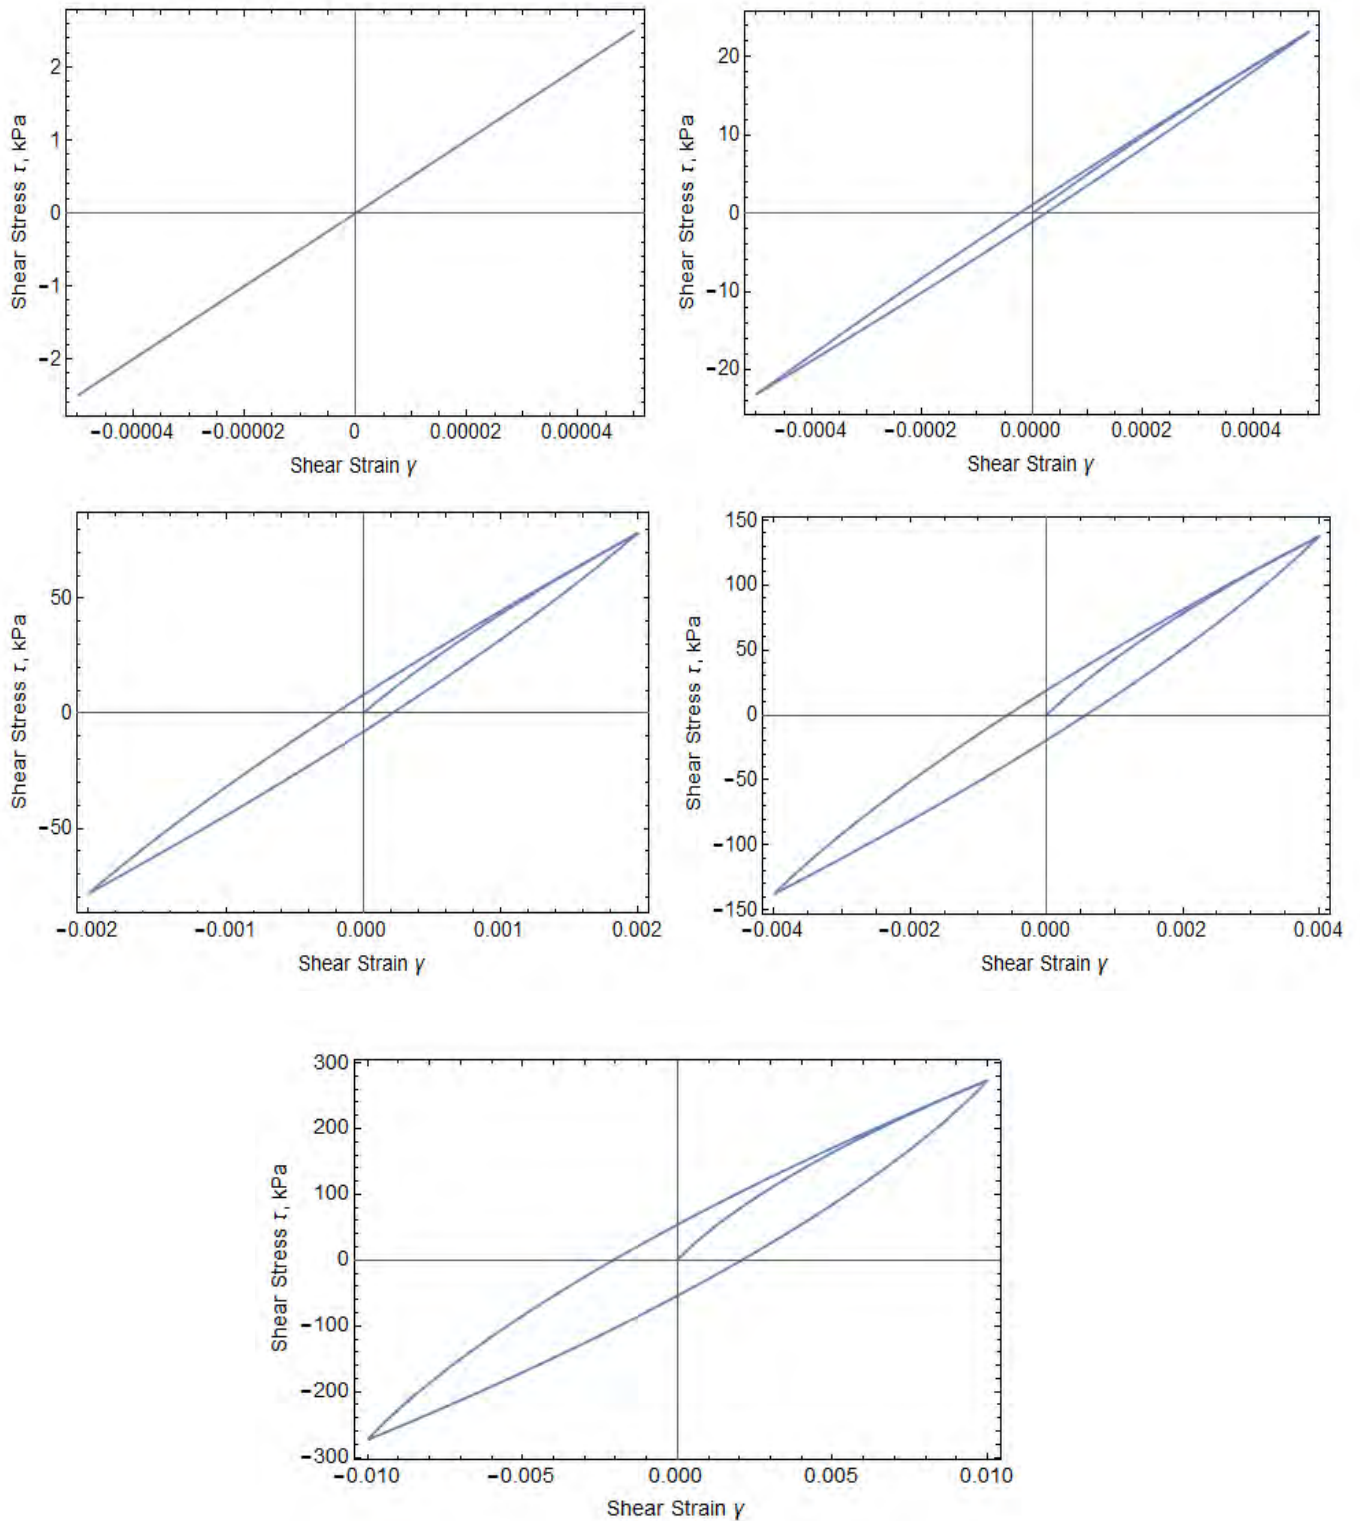 2
1
0
−1
−2
−0.00004 −0.00002 0 0.00002 0.00004
Shear Strain γ
Shear Stress τ, kPa
20
10
0
−10
−20
−0.0004 −0.0002 0.0000 0.0002 0.0004
Shear Strain γ
Shear Stress τ, kPa
50
0
−50
−0.002 −0.001 0.000 0.001 0.002
Shear Strain γ
Shear Stress τ, kPa
150
100
50
0
−50
−100
−150
−0.004 −0.002 0.000 0.002 0.004
Shear Strain γ
Shear Stress τ, kPa
300
200
100
0
−100
−200
−300
−0.010 −0.005 0.000 0.005 0.010
Shear Strain γ
Shear Stress τ, kPa